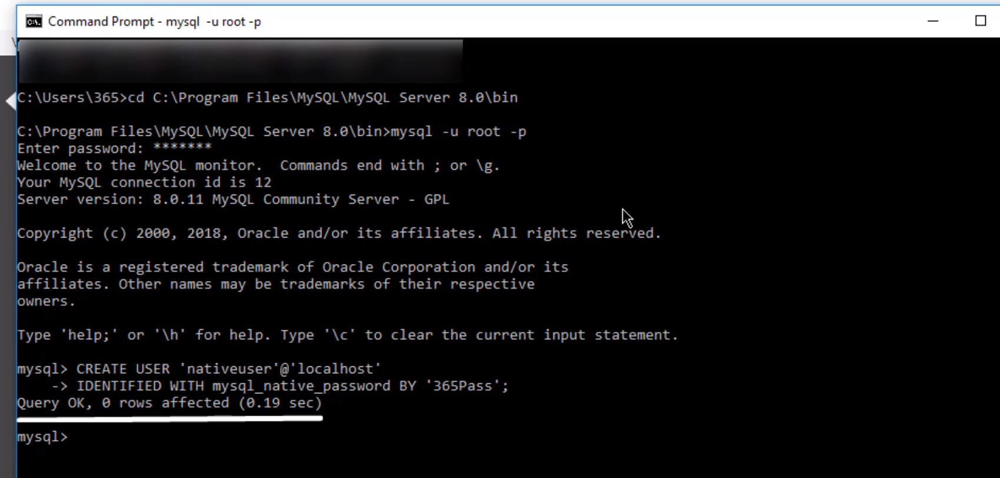 Command Prompt - mysql  -u root -p
C:\Users\365>cd C:\Program Files\MySQL\MySQL Server 8.0\bin
C:\Program Files\MySQL\MySQL Server 8.0\bin>mysql -u root -p
Enter password: *******
Welcome to the MySQL monitor.  Commands end with ; or \g.
Your MySQL connection id is 12
Server version: 8.0.11 MySQL Community Server - GPL
Copyright (c) 2000, 2018, Oracle and/or its affiliates. All rights reserved.
Oracle is a registered trademark of Oracle Corporation and/or its
affiliates. Other names may be trademarks of their respective
owners.
Type 'help;' or '\h' for help. Type '\c' to clear the current input statement.
mysql> CREATE USER 'nativeuser'@'localhost'
    -> IDENTIFIED WITH mysql_native_password BY '365Pass';
Query OK, 0 rows affected (0.19 sec)
mysql>